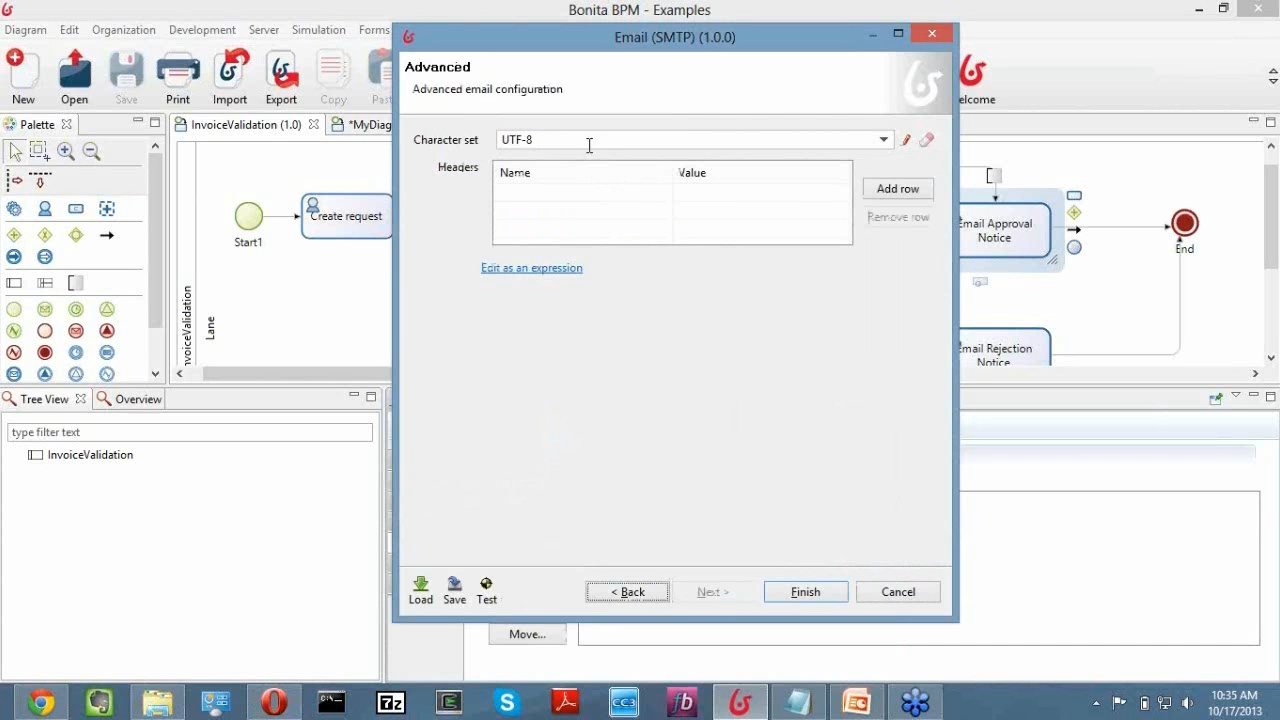 Bonita BPM - Examples
Diagram Edit Organization Development Server Simulation Forms
New Open Save Print Import Export Copy
Palette
InvoiceValidation (1.0)
InvoiceValidation
Lane
Start1
Create request
Email (SMTP) (1.0.0)
Advanced
Advanced email configuration
Character set UTF-8
Headers
Name Value
Add row
Remove row
Edit as an expression
Load Save Test
< Back Next > Finish Cancel
Email Approval
Notice
End
Email Rejection
Notice
Tree View Overview
type filter text
InvoiceValidation
Move...
7z
CC3
fb
10:35 AM
10/17/2013